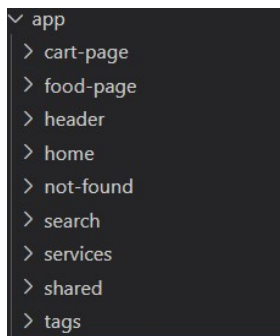 app
cart-page
food-page
header
home
not-found
search
services
shared
tags